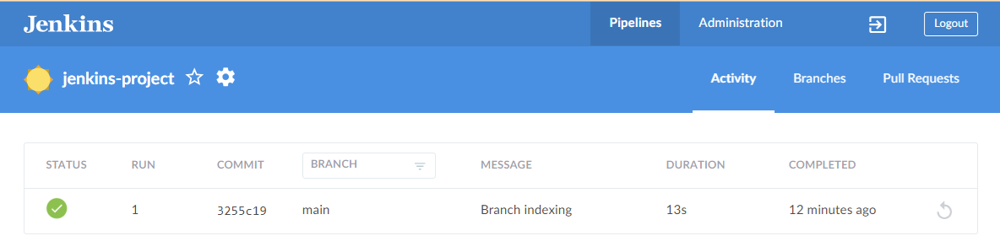 Jenkins Pipelines Administration Logout
jenkins-project Activity Branches Pull Requests
STATUS RUN COMMIT BRANCH MESSAGE DURATION COMPLETED
1 3255c19 main Branch indexing 13s 12 minutes ago